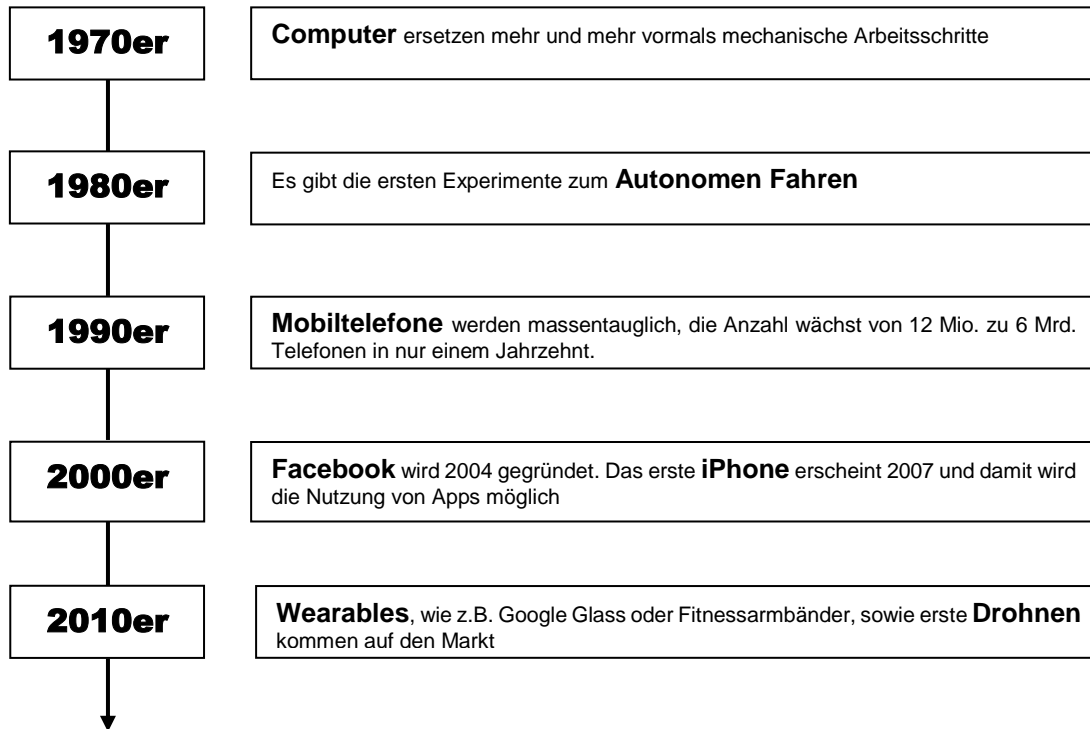 1970er
Computer ersetzen mehr und mehr vormals mechanische Arbeitsschritte
1980er
Es gibt die ersten Experimente zum Autonomen Fahren
1990er
Mobiltelefone werden massentauglich, die Anzahl wächst von 12 Mio. zu 6 Mrd.
Telefonen in nur einem Jahrzehnt.
2000er
Facebook wird 2004 gegründet. Das erste iPhone erscheint 2007 und damit wird
die Nutzung von Apps möglich
2010er
Wearables, wie z.B. Google Glass oder Fitnessarmbänder, sowie erste Drohnen
kommen auf den Markt